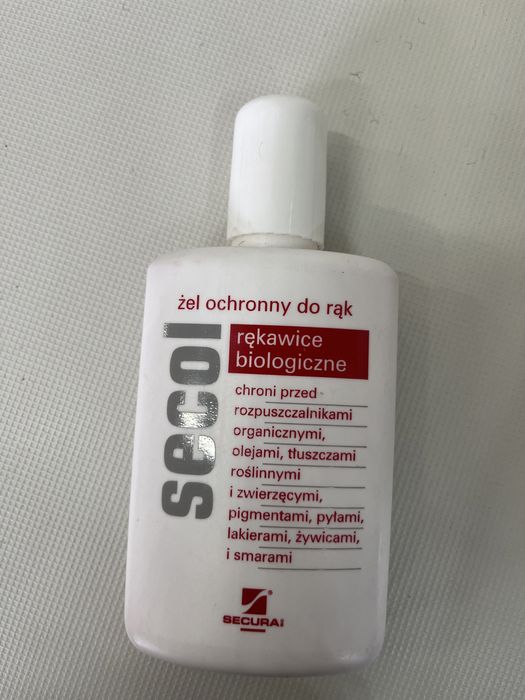 żel ochronny do rąk
secol
rękawice
biologiczne
chroni przed
rozpuszczalnikami
organicznymi,
olejami, tłuszczami
roślinnymi
i zwierzęcymi,
pigmentami, pyłami,
lakierami, żywicami,
i smarami
SECURA